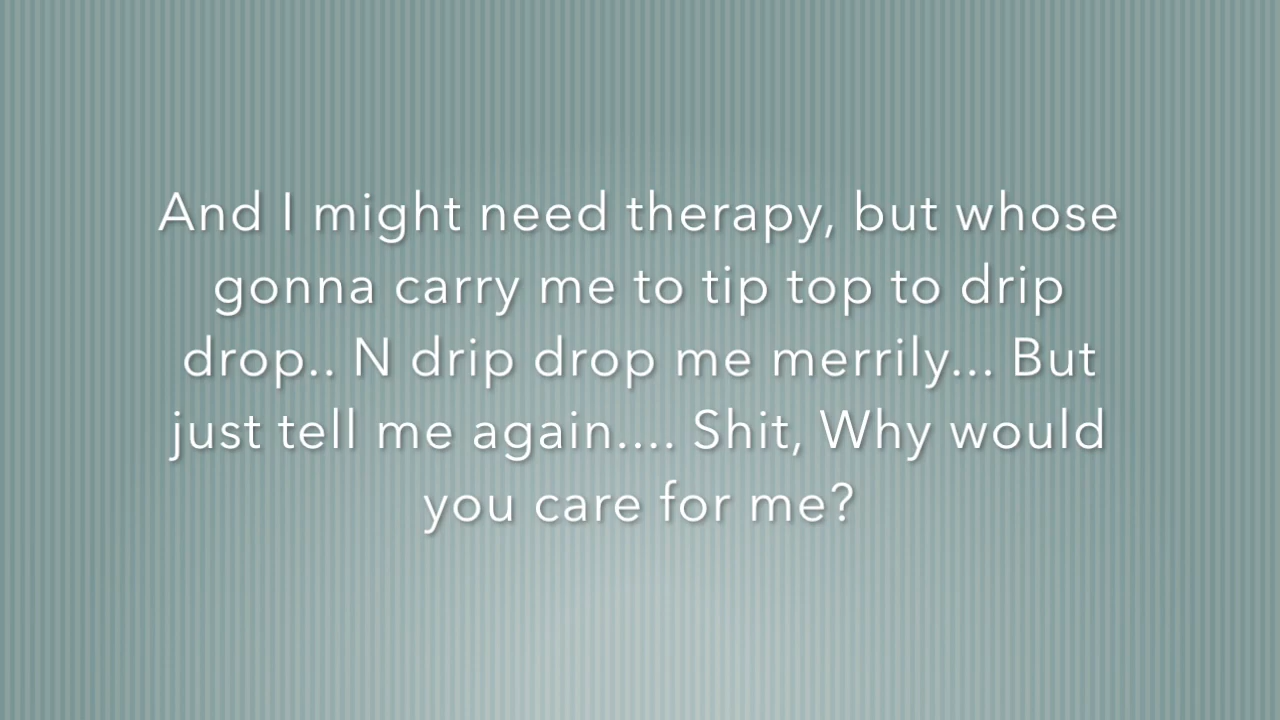 And I might need therapy, but whose
gonna carry me to tip top to drip
drop.. N drip drop me merrily... But
just tell me again.... Shit, Why would
you care for me?